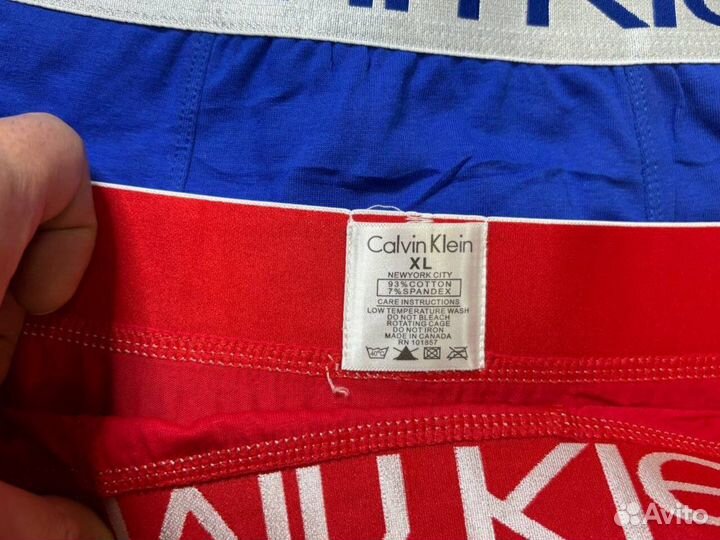 Calvin Klein
XL
NEWYORK CITY
93%COTTON
7%SPANDEX
CARE INSTRUCTIONS
LOW TEMPERATURE WASH
DO NOT BLEACH
ROTATING CAGE
DO NOT IRON
MADE IN CANADA
RN 101857
40°C
Avito